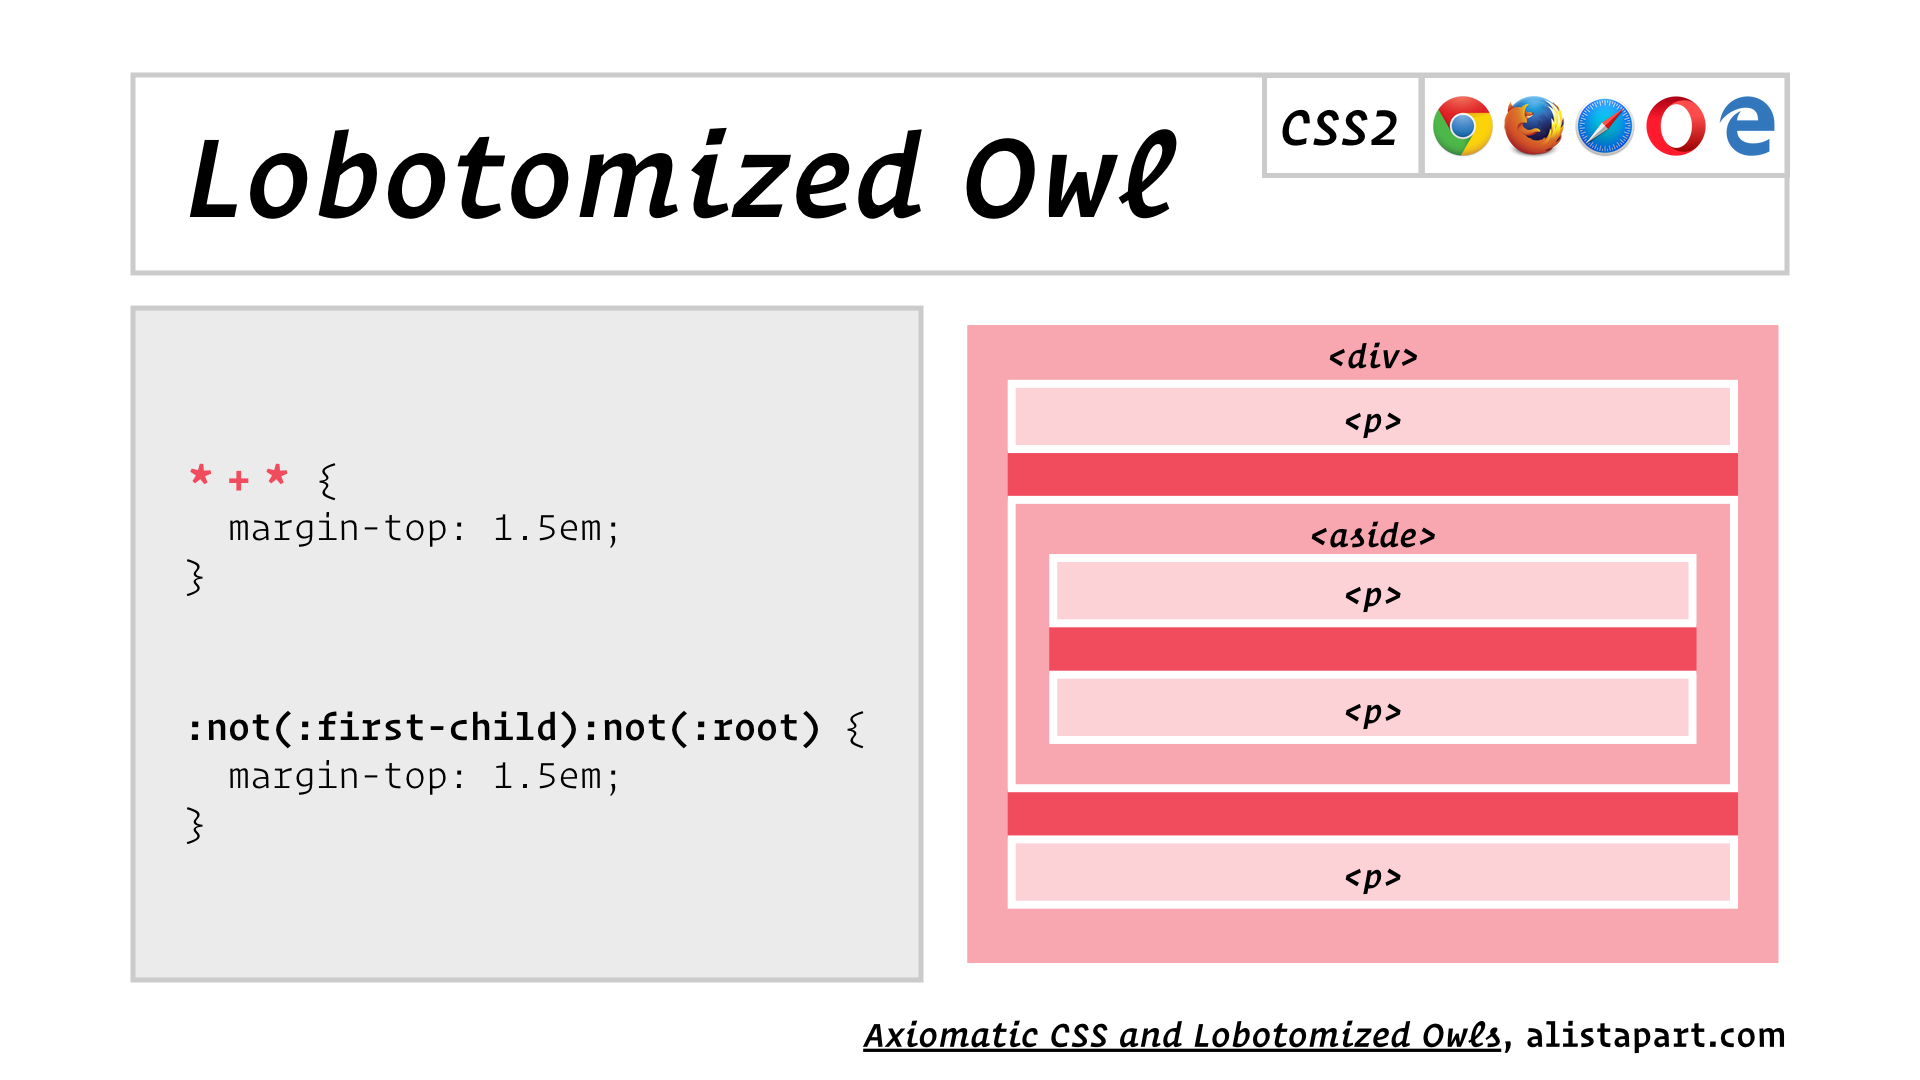 Lobotomized Owl
CSS2
* + * {
  margin-top: 1.5em;
}
:not(:first-child):not(:root) {
  margin-top: 1.5em;
}
<div>
<p>
<aside>
<p>
<p>
<p>
Axiomatic CSS and Lobotomized Owls, alistapart.com